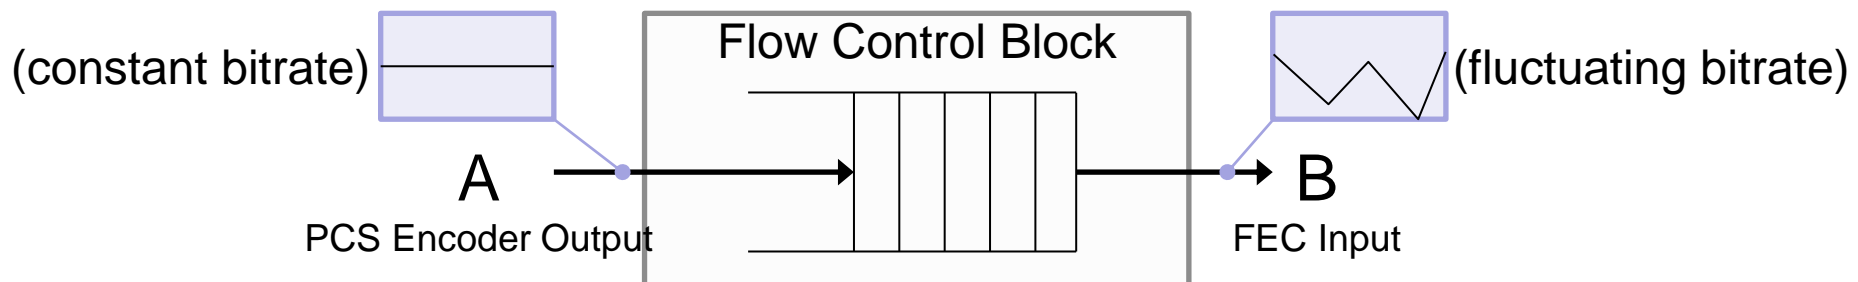 Flow Control Block
(constant bitrate)
(fluctuating bitrate)
A
B
PCS Encoder Output
FEC Input